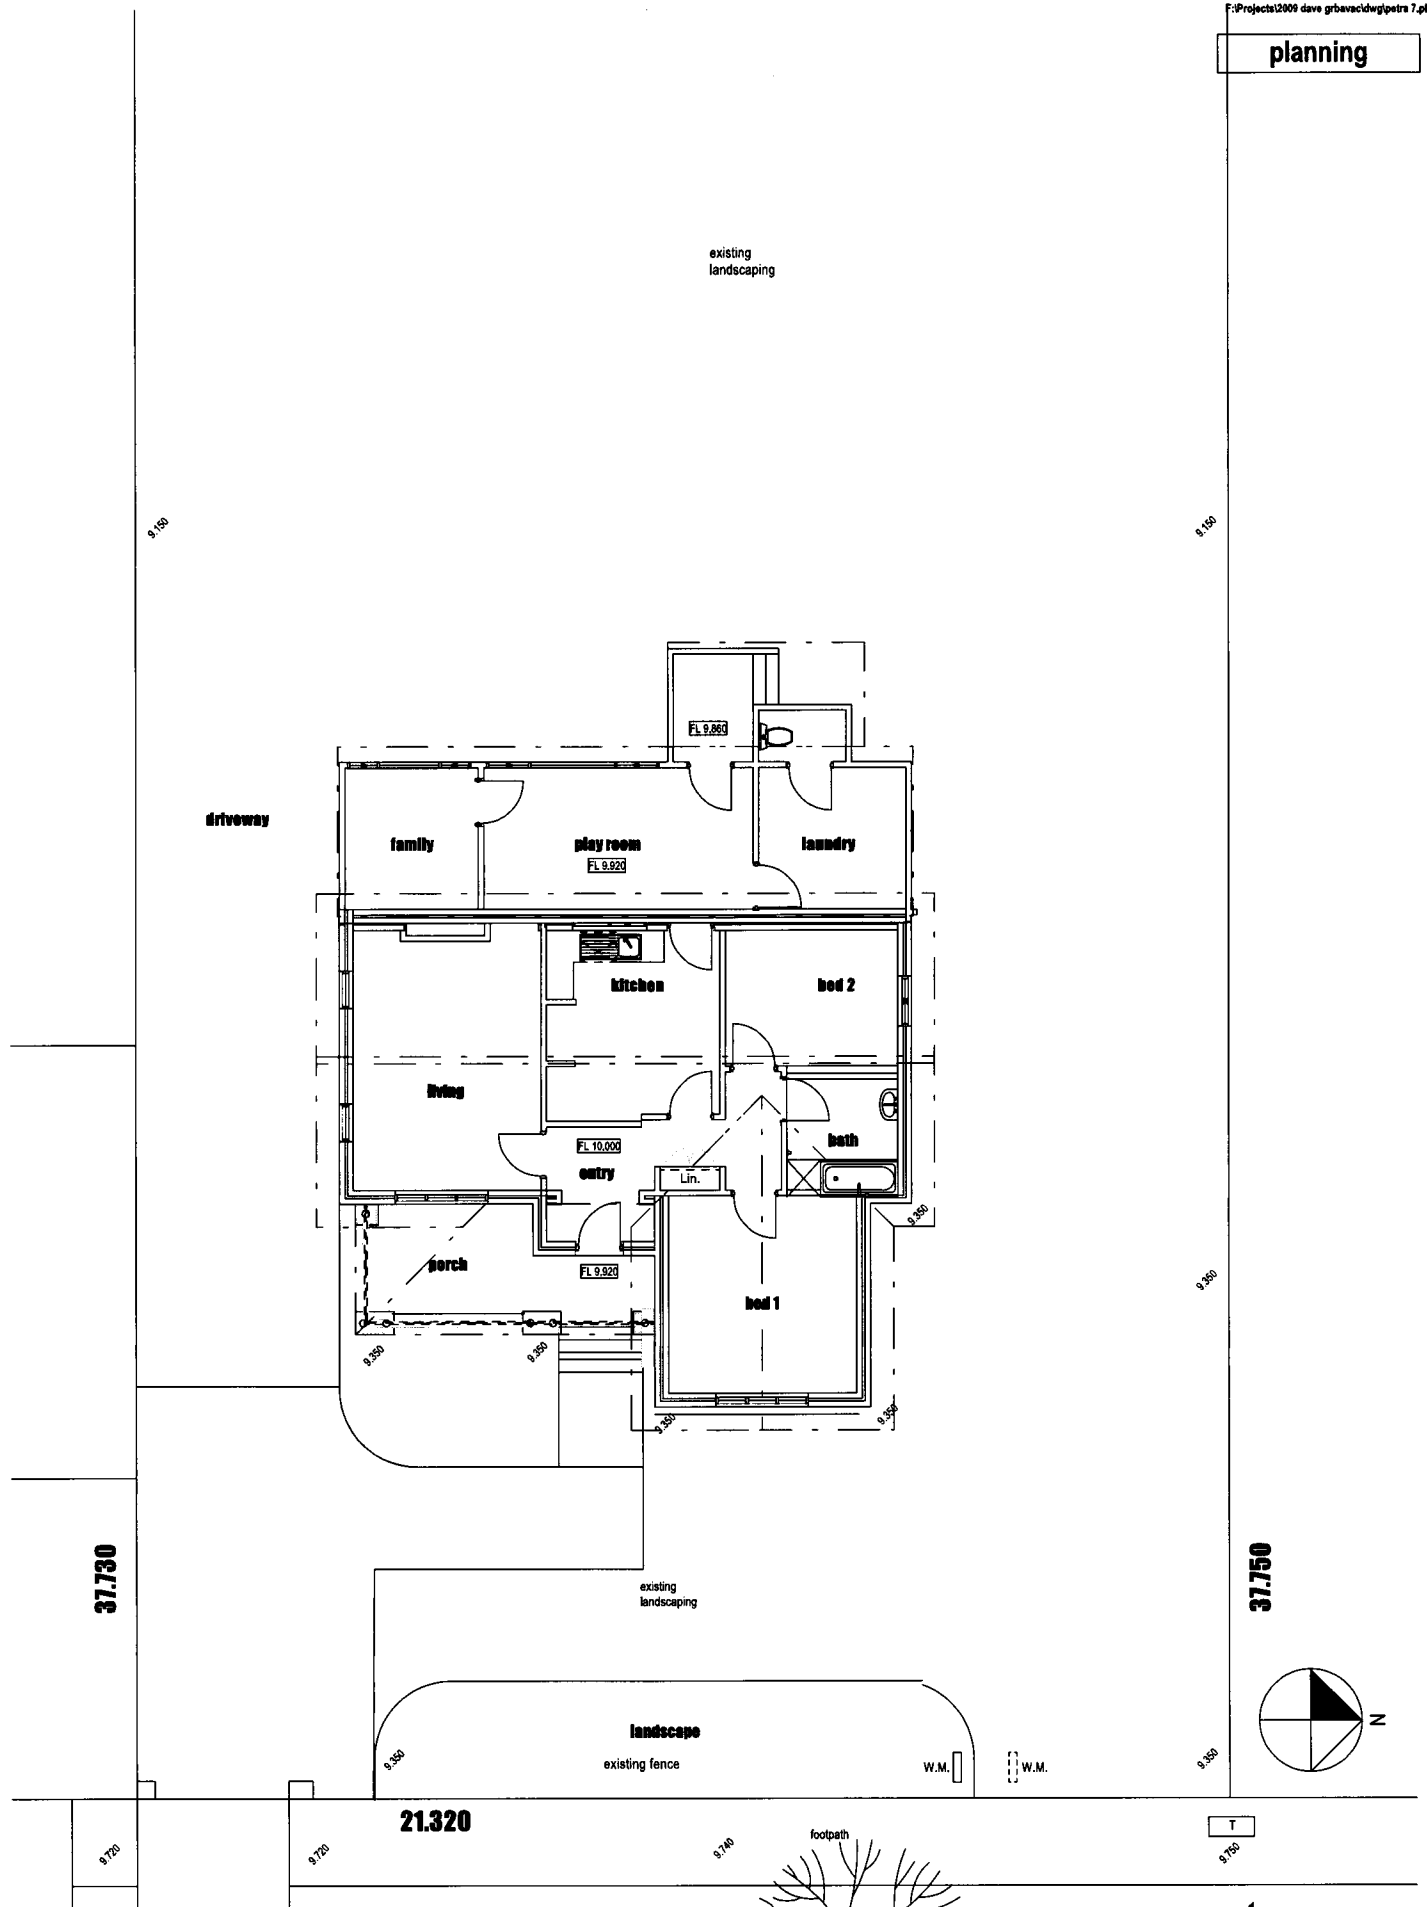 F:\Projects\2009 dave grbavac\dwg\petra 7.pl
planning
existing
landscaping
9.150
9.150
FL 9.860
driveway
family
play room
laundry
FL 9.920
kitchen
bed 2
living
bath
FL 10,000
entry
Lin.
9.350
porch
FL 9,920
9.350
bed 1
9.350
9.350
9.350
9.350
37.730
37.750
existing
landscaping
N
landscape
existing fence
9.350
W.M.
W.M.
9.350
21.320
T
footpath
9.720
9.720
9.740
9.750